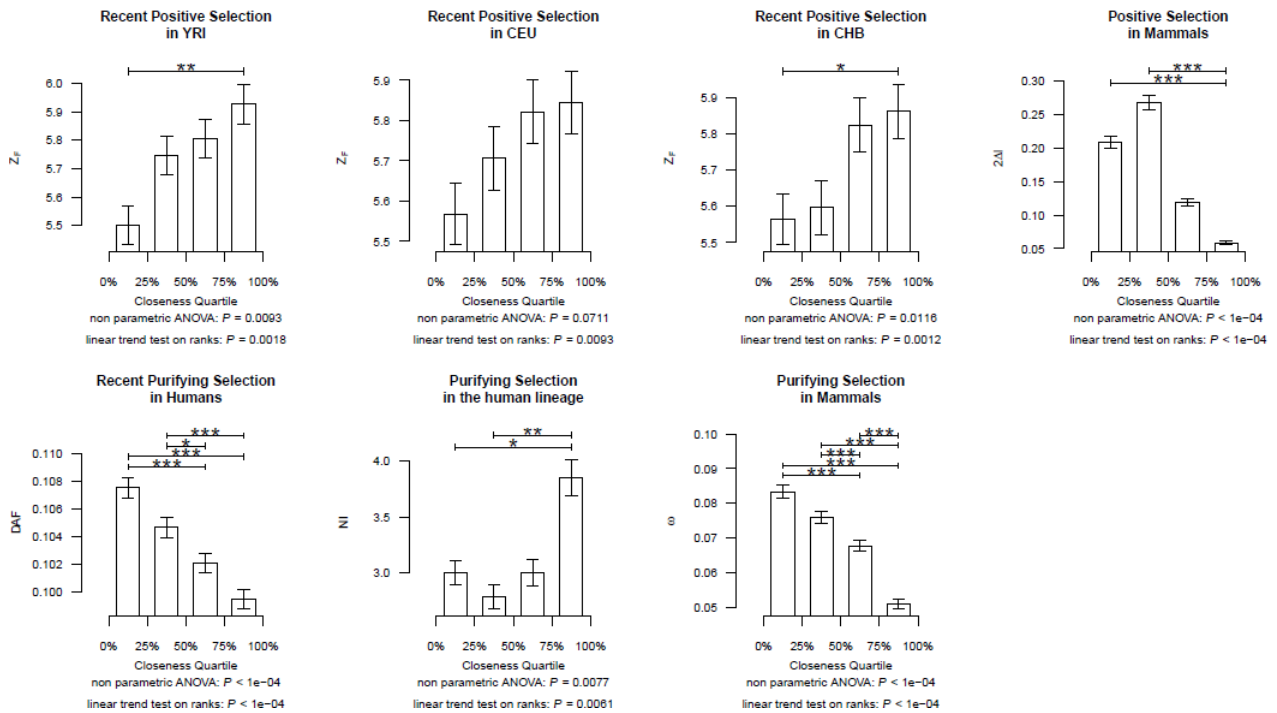 Recent Positive Selection
in YRI
**
6.0
5.9
5.8
5.7
5.6
5.5
Z_F
0% 25% 50% 75% 100%
Closeness Quartile
non parametric ANOVA: P = 0.0093
linear trend test on ranks: P = 0.0018
Recent Positive Selection
in CEU
5.9
5.8
5.7
5.6
5.5
Z_F
0% 25% 50% 75% 100%
Closeness Quartile
non parametric ANOVA: P = 0.0711
linear trend test on ranks: P = 0.0093
Recent Positive Selection
in CHB
*
5.9
5.8
5.7
5.6
5.5
Z_F
0% 25% 50% 75% 100%
Closeness Quartile
non parametric ANOVA: P = 0.0116
linear trend test on ranks: P = 0.0012
Positive Selection
in Mammals
***
***
0.30
0.25
0.20
0.15
0.10
0.05
2Δl
0% 25% 50% 75% 100%
Closeness Quartile
non parametric ANOVA: P < 1e−04
linear trend test on ranks: P < 1e−04
Recent Purifying Selection
in Humans
***
*
***
***
0.110
0.108
0.106
0.104
0.102
0.100
DAF
0% 25% 50% 75% 100%
Closeness Quartile
non parametric ANOVA: P < 1e−04
linear trend test on ranks: P < 1e−04
Purifying Selection
in the human lineage
**
*
4.0
3.5
3.0
NI
0% 25% 50% 75% 100%
Closeness Quartile
non parametric ANOVA: P = 0.0077
linear trend test on ranks: P = 0.0061
Purifying Selection
in Mammals
***
***
***
***
***
0.10
0.09
0.08
0.07
0.06
0.05
ω
0% 25% 50% 75% 100%
Closeness Quartile
non parametric ANOVA: P < 1e−04
linear trend test on ranks: P < 1e−04